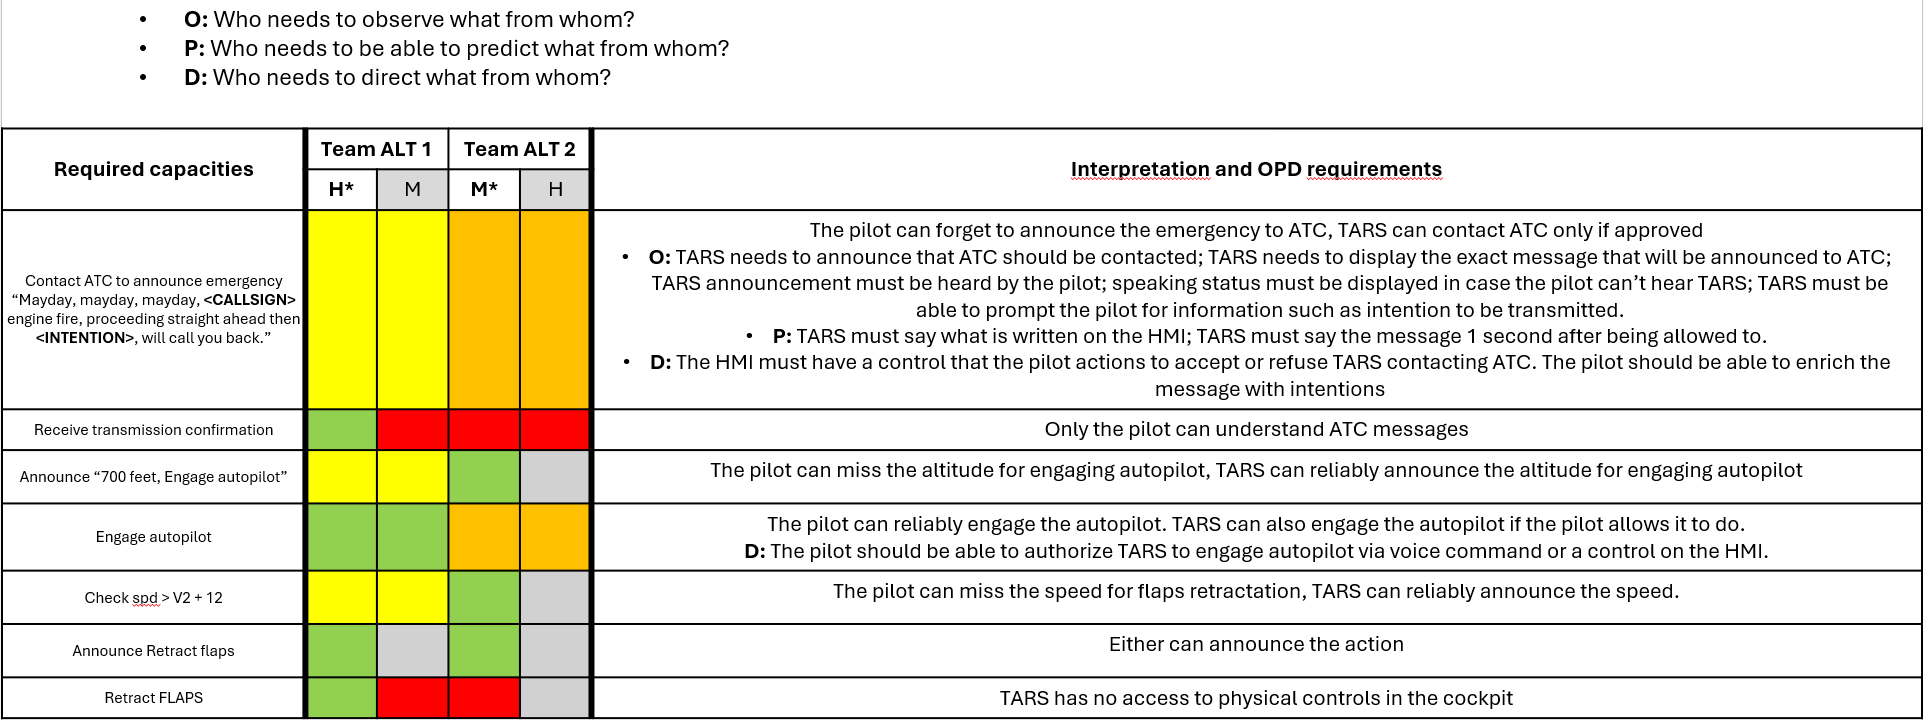 • O: Who needs to observe what from whom?
• P: Who needs to be able to predict what from whom?
• D: Who needs to direct what from whom?
Required capacities
Team ALT 1
Team ALT 2
Interpretation and OPD requirements
H*
M
M*
H
Contact ATC to announce emergency
“Mayday, mayday, mayday, <CALLSIGN>
engine fire, proceeding straight ahead then
<INTENTION>, will call you back.”
The pilot can forget to announce the emergency to ATC, TARS can contact ATC only if approved
• O: TARS needs to announce that ATC should be contacted; TARS needs to display the exact message that will be announced to ATC;
TARS announcement must be heard by the pilot; speaking status must be displayed in case the pilot can’t hear TARS; TARS must be
able to prompt the pilot for information such as intention to be transmitted.
• P: TARS must say what is written on the HMI; TARS must say the message 1 second after being allowed to.
• D: The HMI must have a control that the pilot actions to accept or refuse TARS contacting ATC. The pilot should be able to enrich the
message with intentions
Receive transmission confirmation
Only the pilot can understand ATC messages
Announce “700 feet, Engage autopilot”
The pilot can miss the altitude for engaging autopilot, TARS can reliably announce the altitude for engaging autopilot
Engage autopilot
The pilot can reliably engage the autopilot. TARS can also engage the autopilot if the pilot allows it to do.
D: The pilot should be able to authorize TARS to engage autopilot via voice command or a control on the HMI.
Check spd > V2 + 12
The pilot can miss the speed for flaps retractation, TARS can reliably announce the speed.
Announce Retract flaps
Either can announce the action
Retract FLAPS
TARS has no access to physical controls in the cockpit